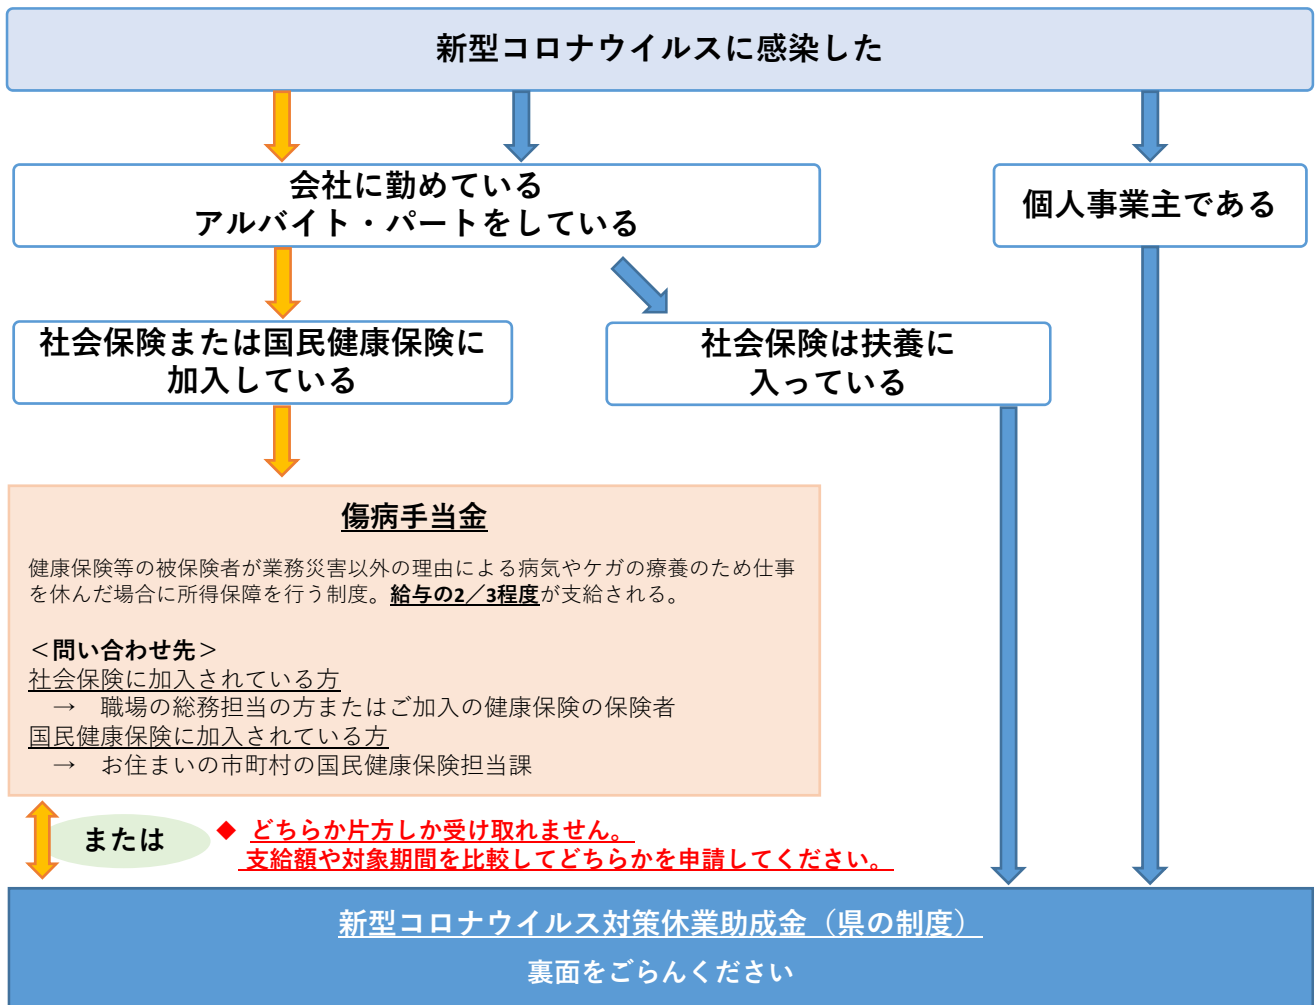 新型コロナウイルスに感染した
会社に勤めている
アルバイト・パートをしている
個人事業主である
社会保険または国民健康保険に
加入している
社会保険は扶養に
入っている
傷病手当金
健康保険等の被保険者が業務災害以外の理由による病気やケガの療養のため仕事
を休んだ場合に所得保障を行う制度。給与の2／3程度が支給される。
＜問い合わせ先＞
社会保険に加入されている方
→　職場の総務担当の方またはご加入の健康保険の保険者
国民健康保険に加入されている方
→　お住まいの市町村の国民健康保険担当課
または
◆ どちらか片方しか受け取れません。
支給額や対象期間を比較してどちらかを申請してください。
新型コロナウイルス対策休業助成金（県の制度）
裏面をごらんください